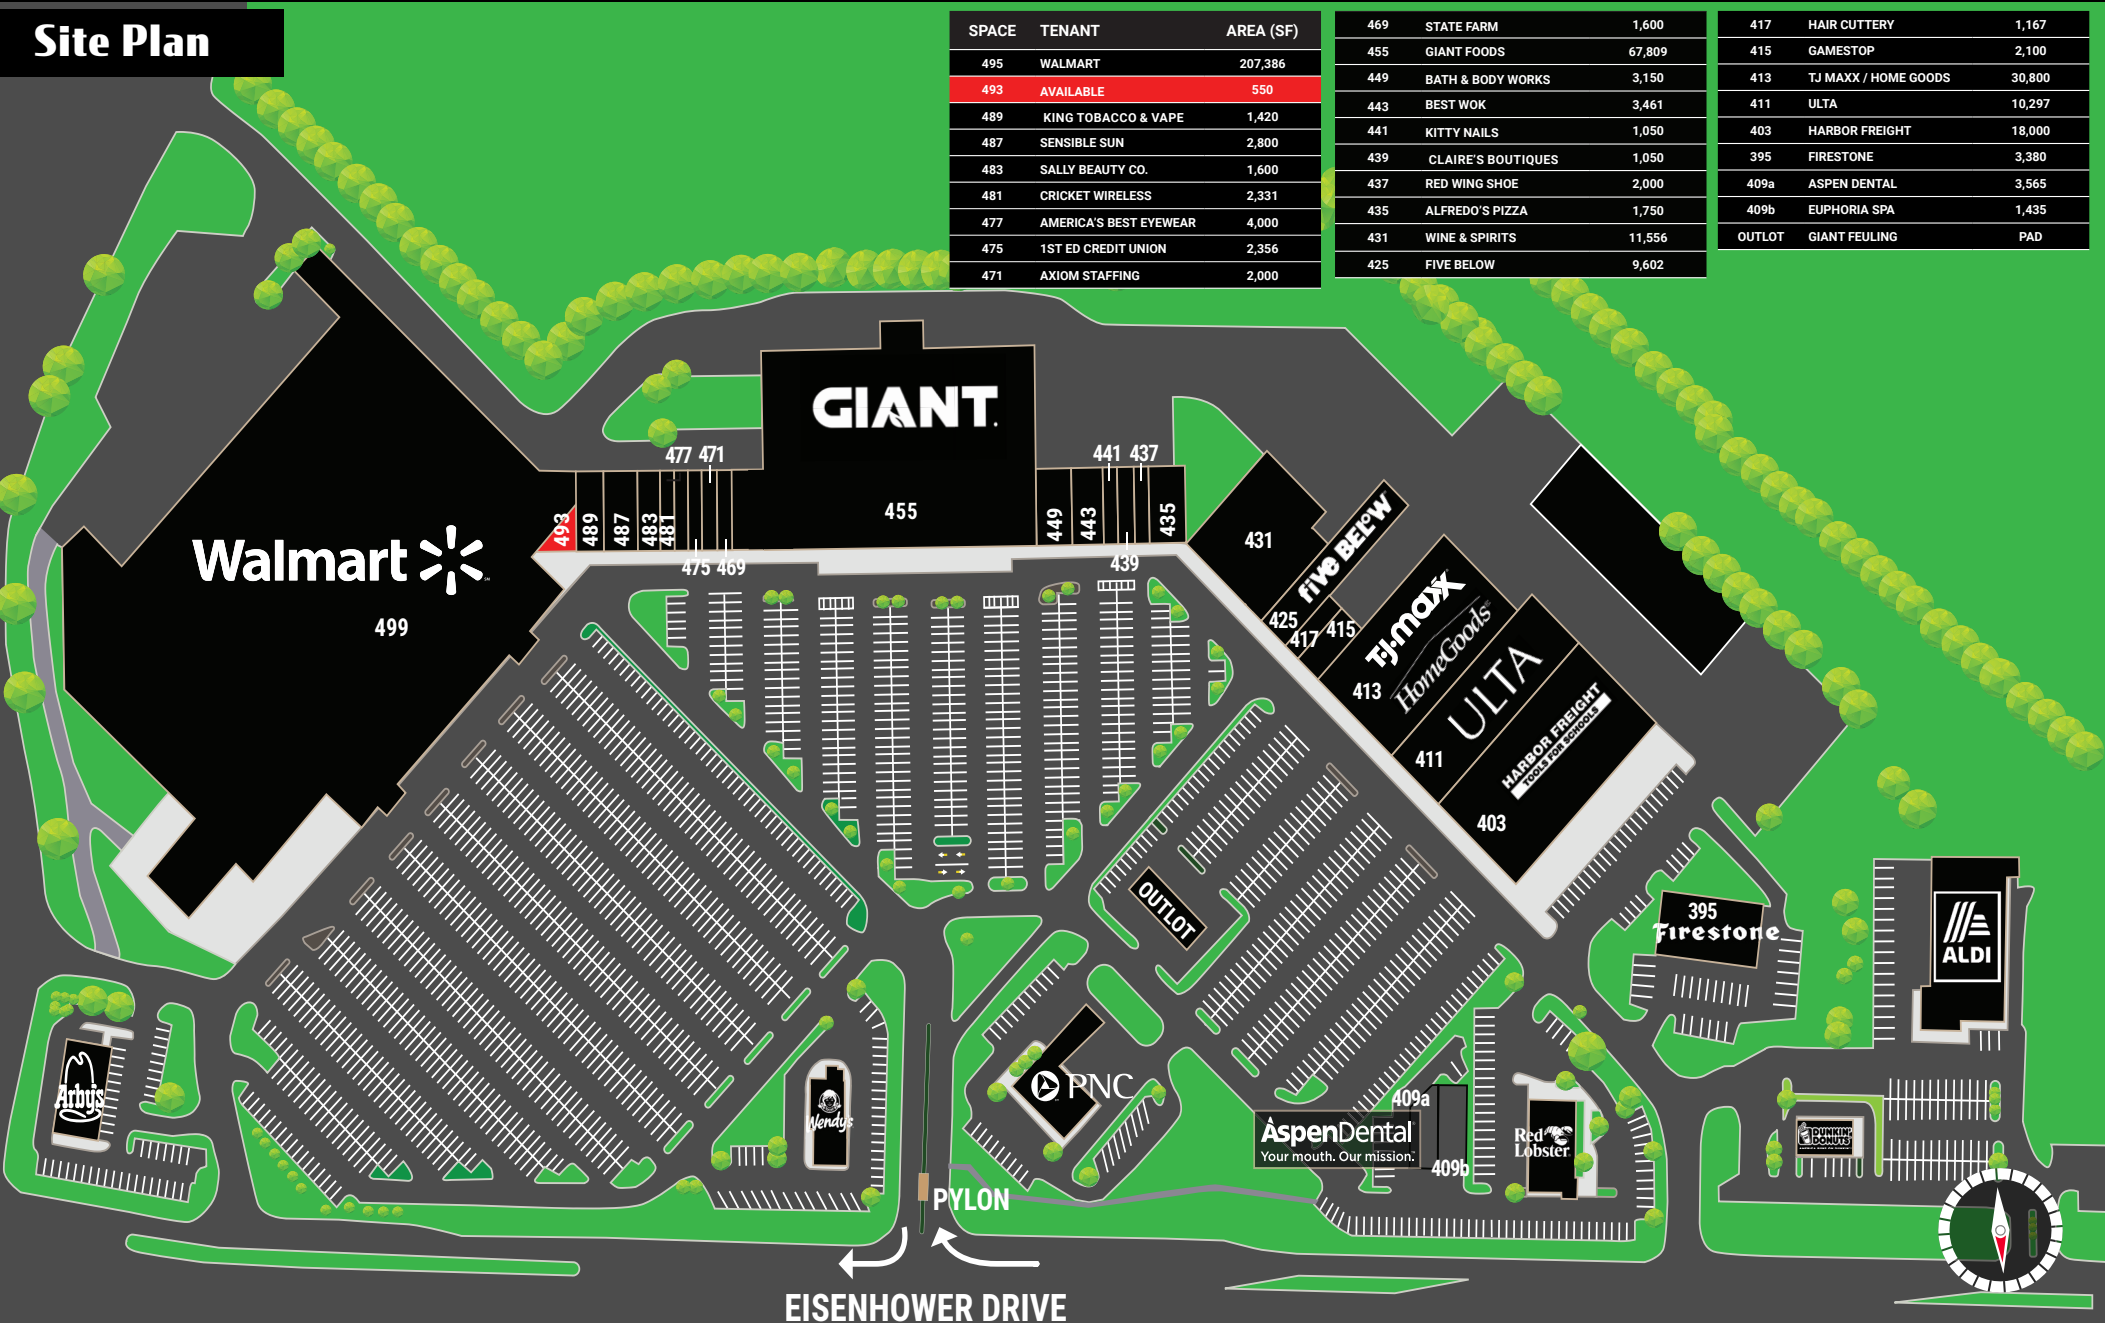 Site Plan
SPACE TENANT AREA (SF)
495 WALMART 207,386
493 AVAILABLE 550
489 KING TOBACCO & VAPE 1,420
487 SENSIBLE SUN 2,800
483 SALLY BEAUTY CO. 1,600
481 CRICKET WIRELESS 2,331
477 AMERICA'S BEST EYEWEAR 4,000
475 1ST ED CREDIT UNION 2,356
471 AXIOM STAFFING 2,000
469 STATE FARM 1,600
455 GIANT FOODS 67,809
449 BATH & BODY WORKS 3,150
443 BEST WOK 3,461
441 KITTY NAILS 1,050
439 CLAIRE'S BOUTIQUES 1,050
437 RED WING SHOE 2,000
435 ALFREDO'S PIZZA 1,750
431 WINE & SPIRITS 11,556
425 FIVE BELOW 9,602
417 HAIR CUTTERY 1,167
415 GAMESTOP 2,100
413 TJ MAXX / HOME GOODS 30,800
411 ULTA 10,297
403 HARBOR FREIGHT 18,000
395 FIRESTONE 3,380
409a ASPEN DENTAL 3,565
409b EUPHORIA SPA 1,435
OUTLOT GIANT FEULING PAD
GIANT
455
477 471
493
489
487
483
481
475 469
441 437
449
443
435
439
Walmart
499
431
five BELOW
425
417
415
TJ-maxx
HomeGoods
413
ULTA
411
HARBOR FREIGHT
TOOLS FOR SCHOOLS
403
OUTLOT
395
Firestone
ALDI
Arby's
Wendy's
PNC
409a
AspenDental
Your mouth. Our mission.
409b
Red
Lobster
DUNKIN'
DONUTS
PYLON
EISENHOWER DRIVE